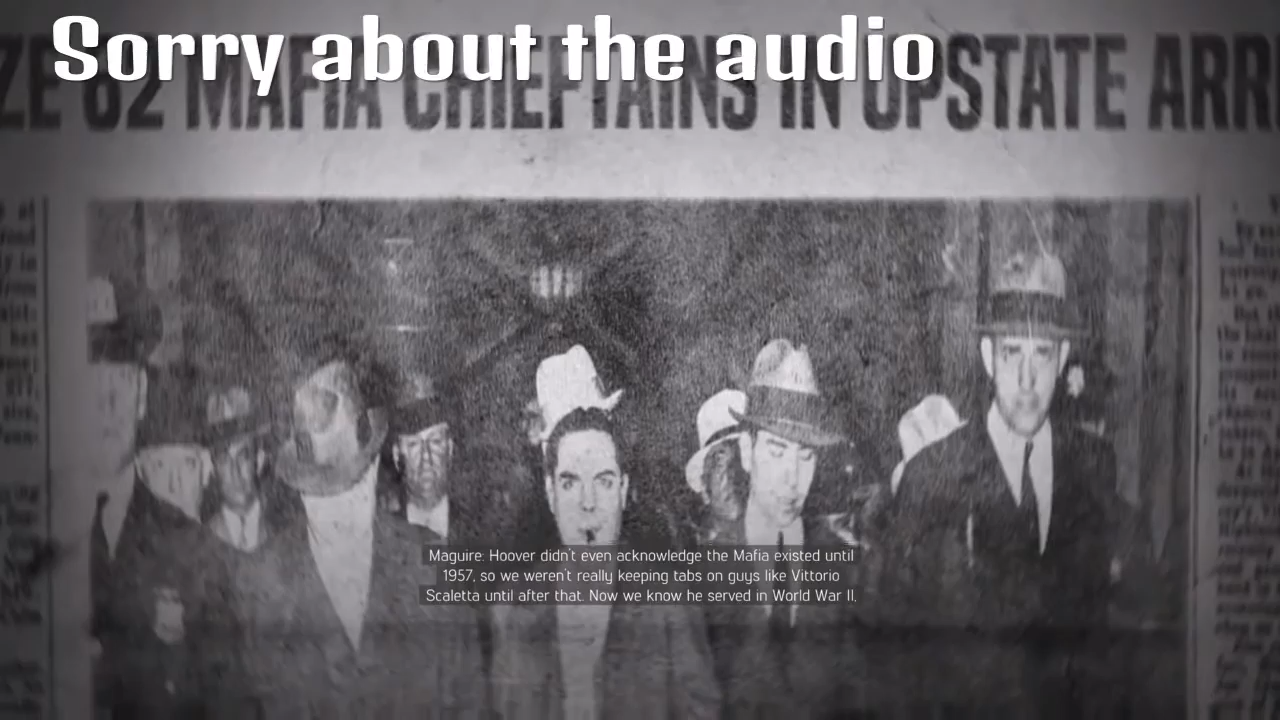 Sorry about the audio
ZE 62 MAFIA CHIEFTAINS IN UPSTATE ARR
Maguire: Hoover didn't even acknowledge the Mafia existed until
1957, so we weren't really keeping tabs on guys like Vittorio
Scaletta until after that. Now we know he served in World War II,